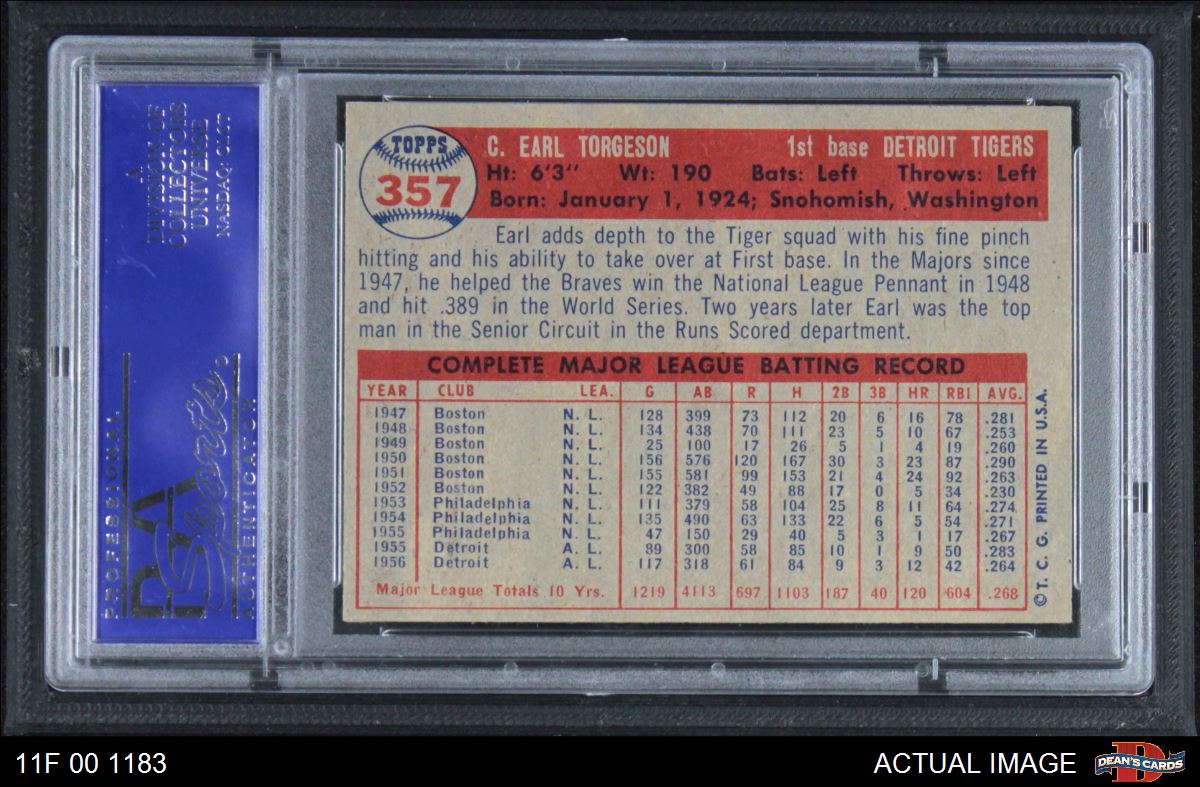 A
DIVISION OF
COLLECTORS
UNIVERSE
NASDAQ: CLCT
PROFESSIONAL
PSA
Sports
AUTHENTICATOR
TOPPS
357
C. EARL TORGESON 1st base DETROIT TIGERS
Ht: 6'3" Wt: 190 Bats: Left Throws: Left
Born: January 1, 1924; Snohomish, Washington
Earl adds depth to the Tiger squad with his fine pinch
hitting and his ability to take over at First base. In the Majors since
1947, he helped the Braves win the National League Pennant in 1948
and hit .389 in the World Series. Two years later Earl was the top
man in the Senior Circuit in the Runs Scored department.
COMPLETE MAJOR LEAGUE BATTING RECORD
YEAR CLUB LEA. G AB R H 2B 3B HR RBI AVG.
1947 Boston N. L. 128 399 73 112 20 6 16 78 .281
1948 Boston N. L. 134 438 70 111 23 5 10 67 .253
1949 Boston N. L. 25 100 17 26 5 1 4 19 .260
1950 Boston N. L. 156 576 120 167 30 3 23 87 .290
1951 Boston N. L. 155 581 99 153 21 4 24 92 .263
1952 Boston N. L. 122 382 49 88 17 0 5 34 .230
1953 Philadelphia N. L. 111 379 58 104 25 8 11 64 .274
1954 Philadelphia N. L. 135 490 63 133 22 6 5 54 .271
1955 Philadelphia N. L. 47 150 29 40 5 3 1 17 .267
1955 Detroit A. L. 89 300 58 85 10 1 9 50 .283
1956 Detroit A. L. 117 318 61 84 9 3 12 42 .264
Major League Totals 10 Yrs. 1219 4113 697 1103 187 40 120 604 .268
© T. C. G. PRINTED IN U.S.A.
11F 00 1183
ACTUAL IMAGE
DEAN'S CARDS